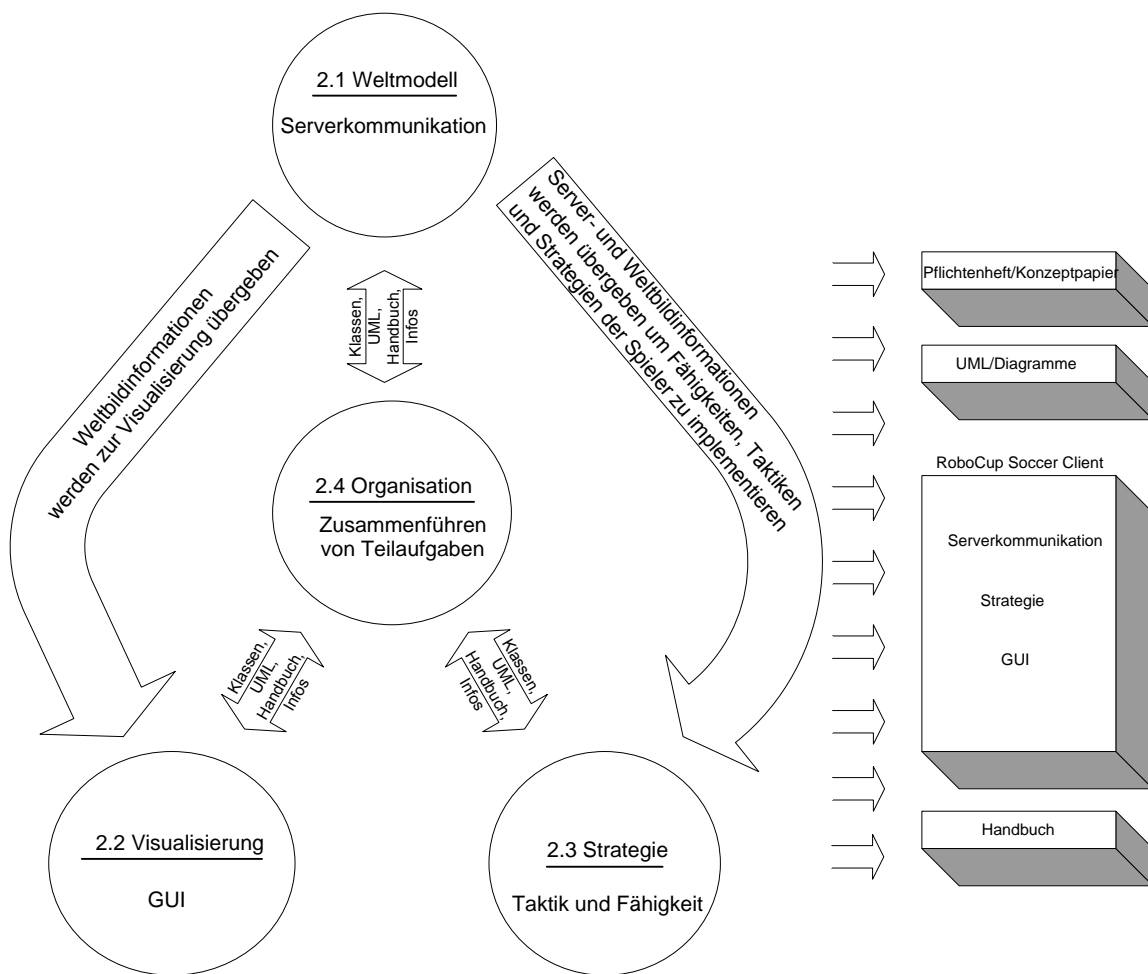 2.1 Weltmodell
Serverkommunikation
Weltbildinformationen
werden zur Visualisierung übergeben
Server- und Weltbildinformationen
werden übergeben um Fähigkeiten, Taktiken
und Strategien der Spieler zu implementieren
Klassen,
UML,
Handbuch,
Infos
2.4 Organisation
Zusammenführen
von Teilaufgaben
Klassen,
UML,
Handbuch,
Infos
Klassen,
UML,
Handbuch,
Infos
2.2 Visualisierung
GUI
2.3 Strategie
Taktik und Fähigkeit
Pflichtenheft/Konzeptpapier
UML/Diagramme
RoboCup Soccer Client
Serverkommunikation
Strategie
GUI
Handbuch